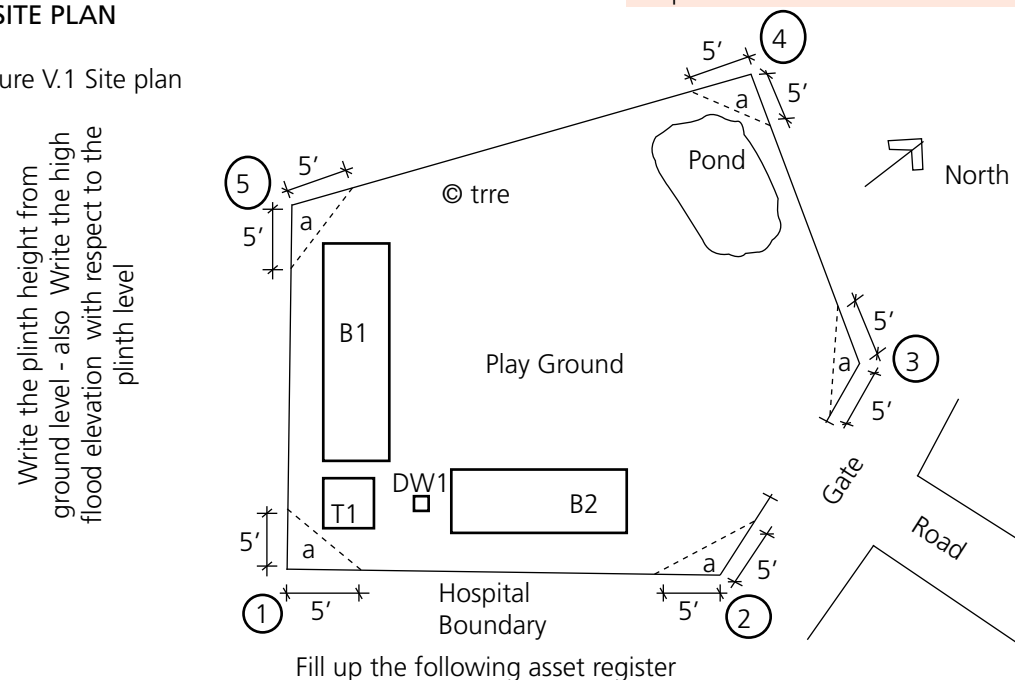 SITE PLAN
ure V.1 Site plan
Write the plinth height from
ground level - also Write the high
flood elevation with respect to the
plinth level
4
5′
5′
a
Pond
North
5
5′
5′
a
© trre
B1
Play Ground
5′
3
a
5′
Gate
Road
DW1
T1
B2
5′
a
1
5′
Hospital
Boundary
a
5′
5′
2
Fill up the following asset register